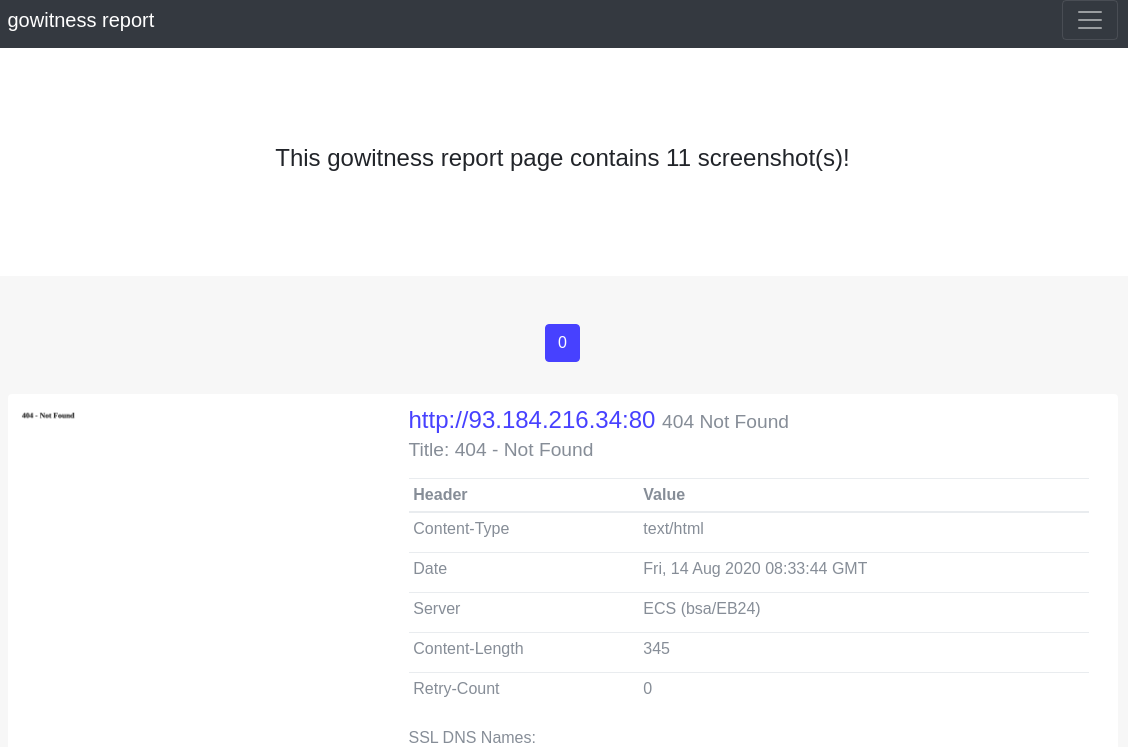 gowitness report
This gowitness report page contains 11 screenshot(s)!
0
404 - Not Found
http://93.184.216.34:80 404 Not Found
Title: 404 - Not Found
Header Value
Content-Type text/html
Date Fri, 14 Aug 2020 08:33:44 GMT
Server ECS (bsa/EB24)
Content-Length 345
Retry-Count 0
SSL DNS Names: